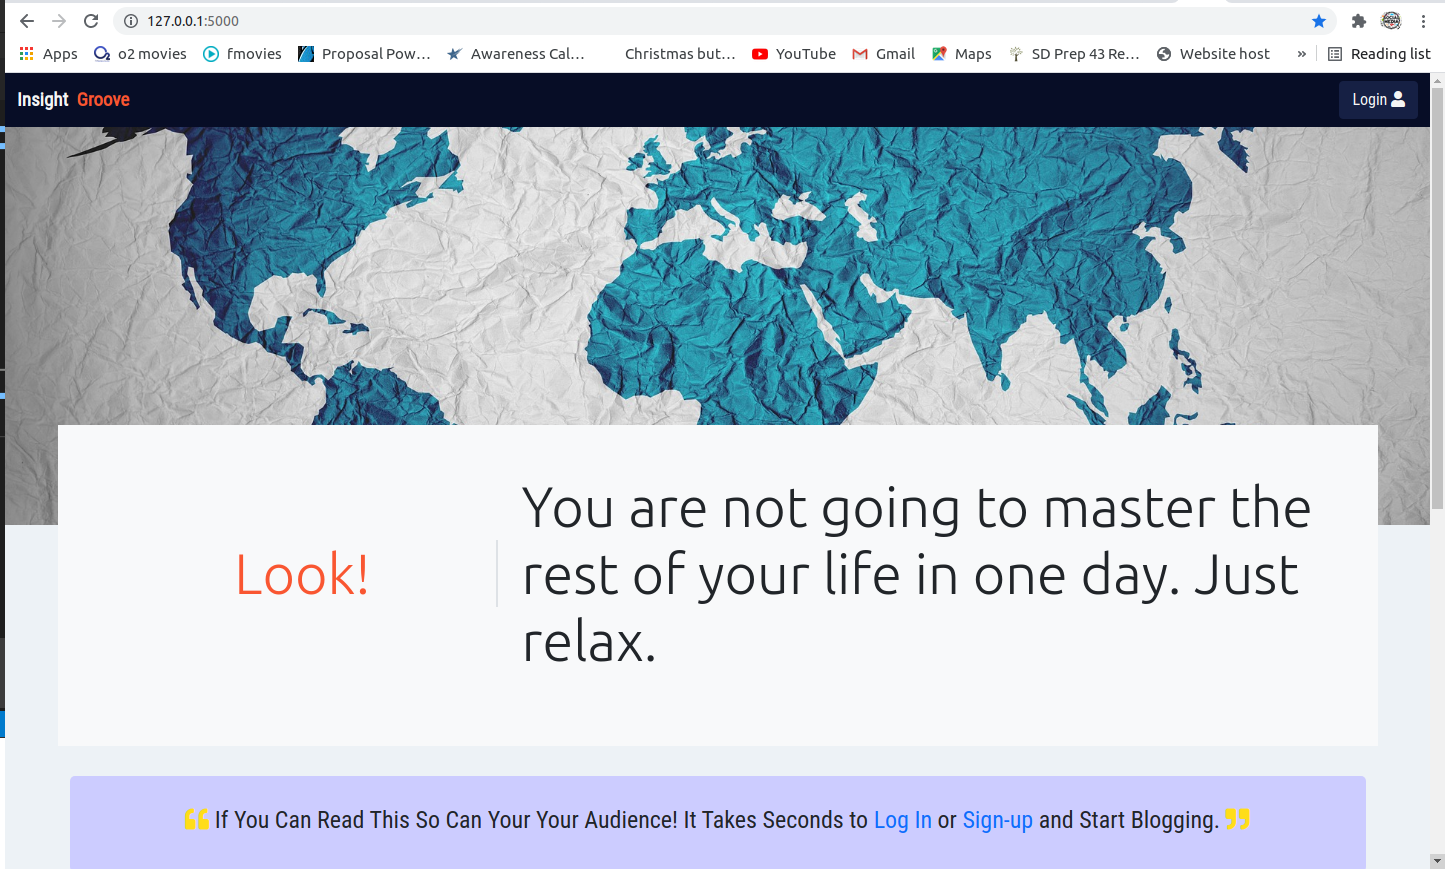 127.0.0.1:5000
Apps o2 movies fmovies Proposal Pow... Awareness Cal... Christmas but... YouTube Gmail Maps SD Prep 43 Re... Website host » Reading list
Insight Groove Login
Look!
You are not going to master the
rest of your life in one day. Just
relax.
If You Can Read This So Can Your Your Audience! It Takes Seconds to Log In or Sign-up and Start Blogging.